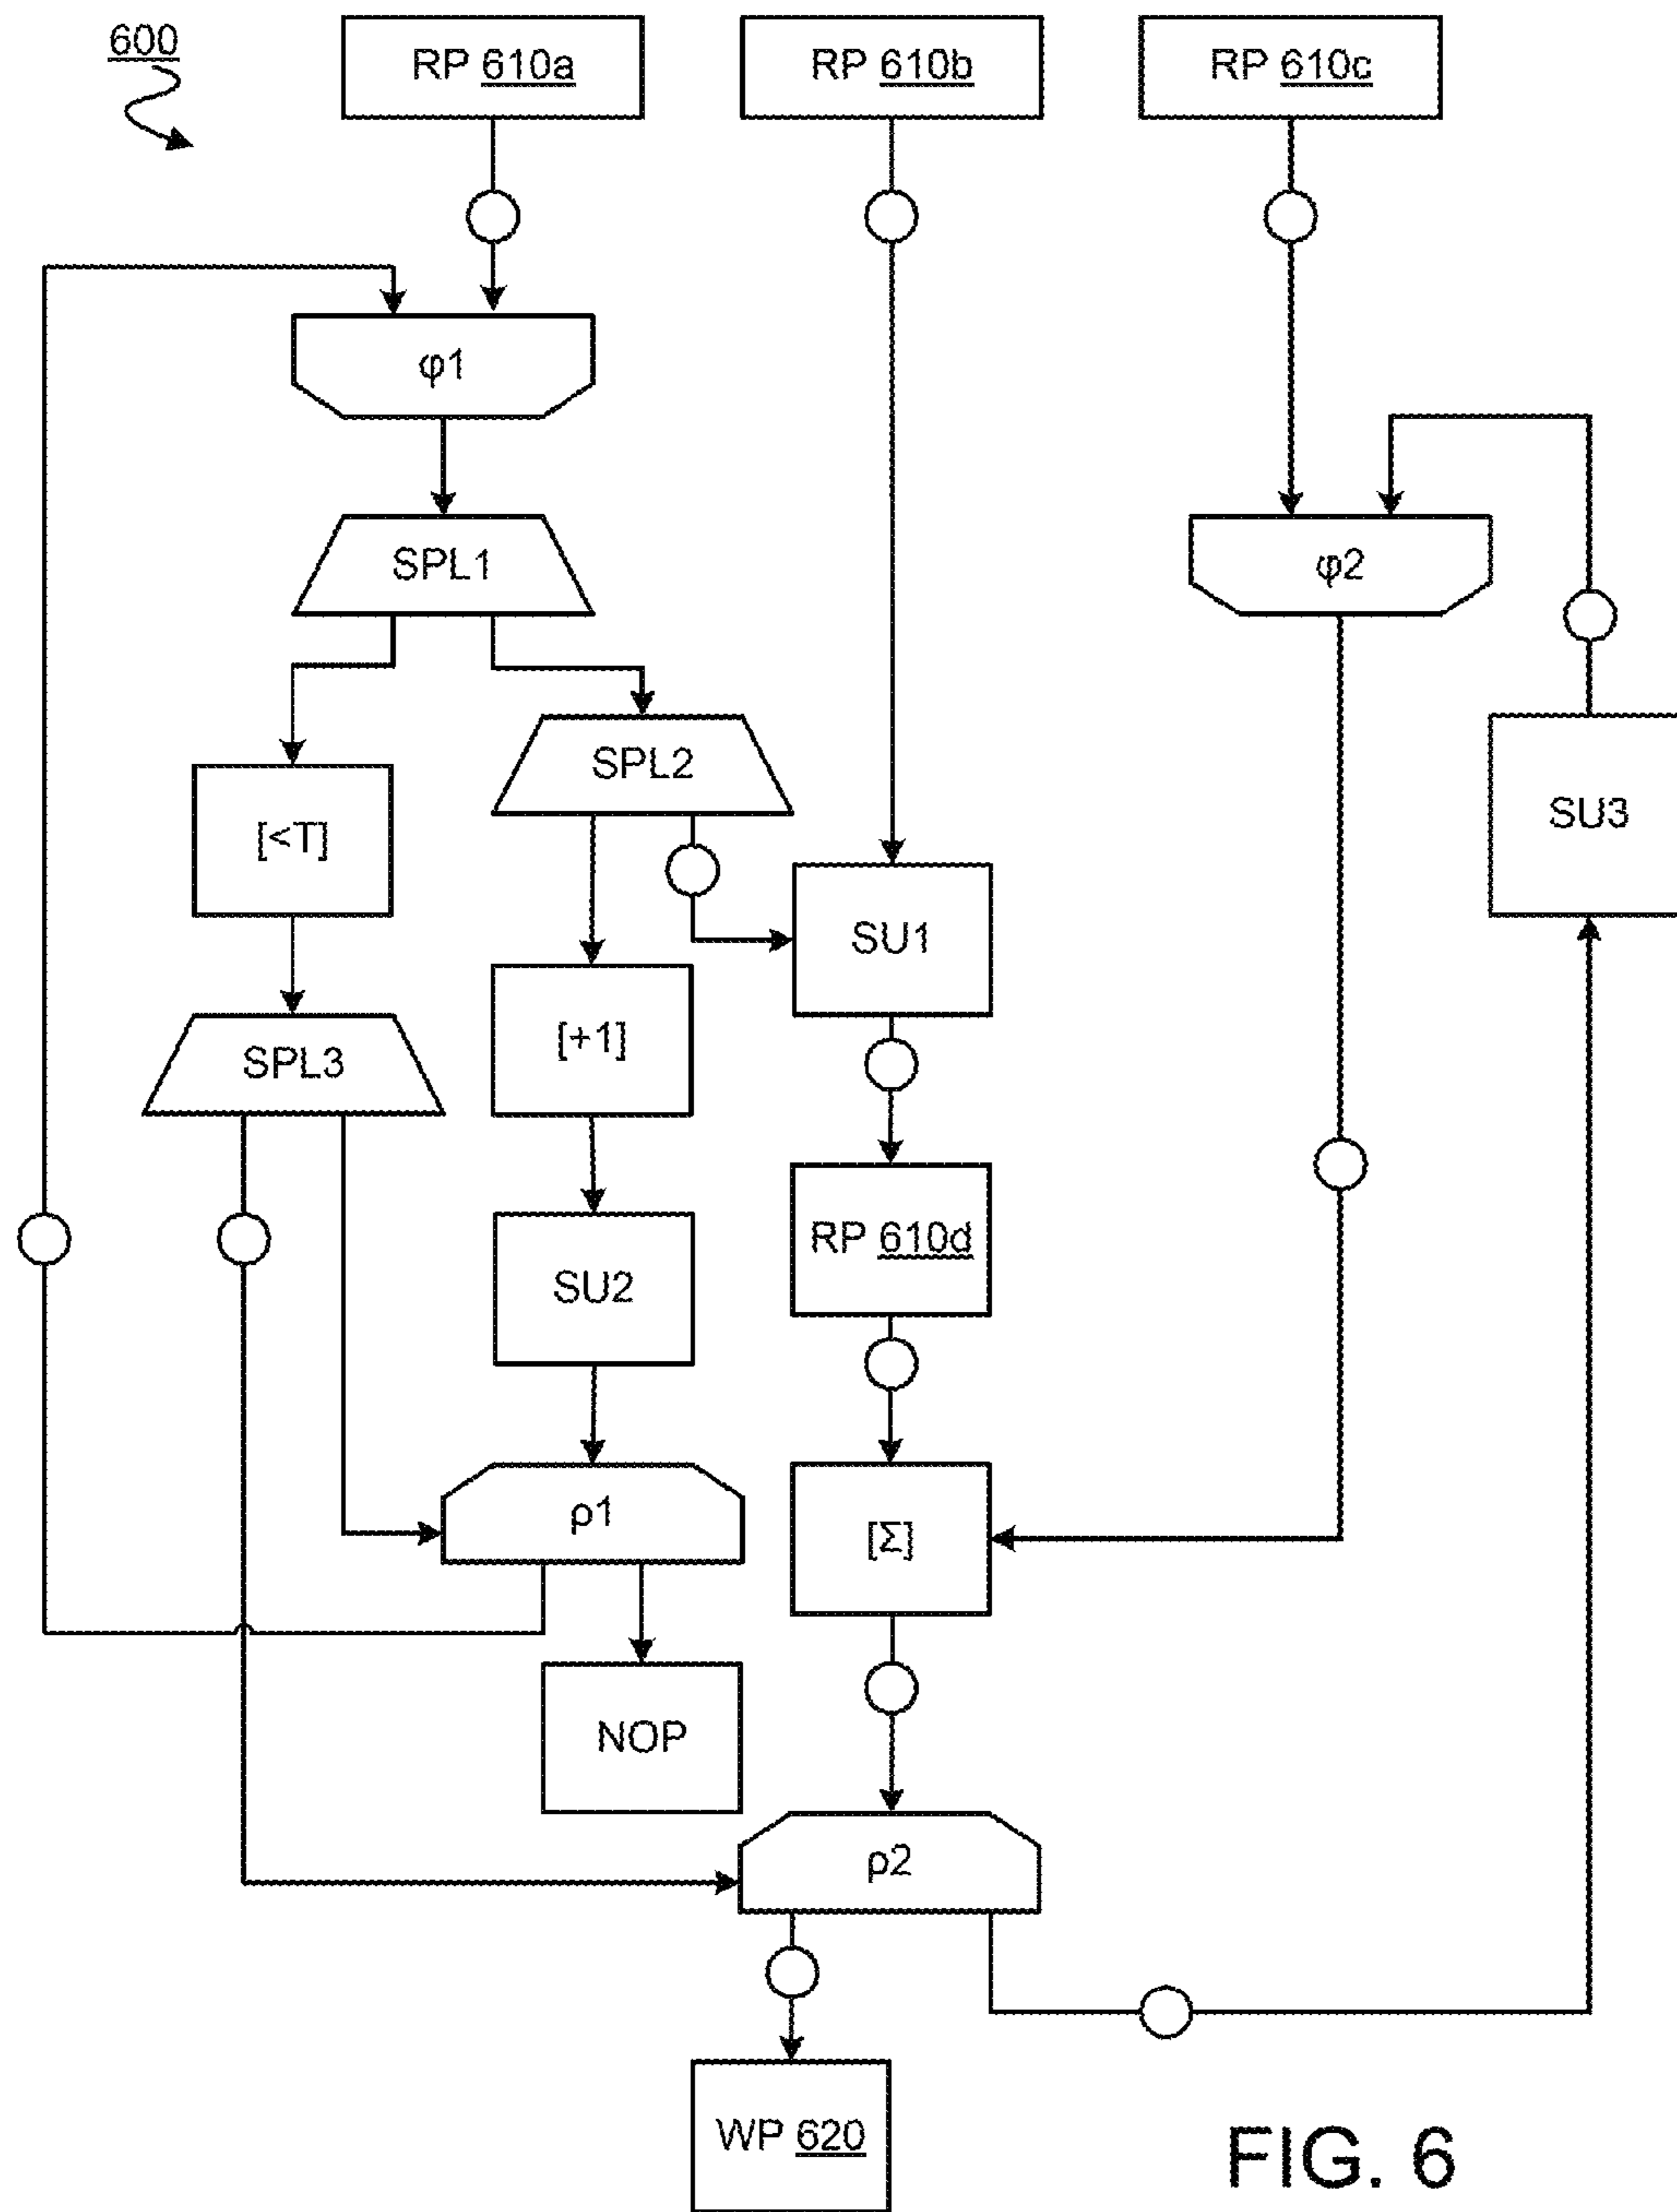 600
RP 610a
RP 610b
RP 610c
φ1
SPL1
φ2
SPL2
[<T]
SU3
SU1
[+1]
SPL3
RP 610d
SU2
ρ1
[Σ]
NOP
ρ2
WP 620
FIG. 6